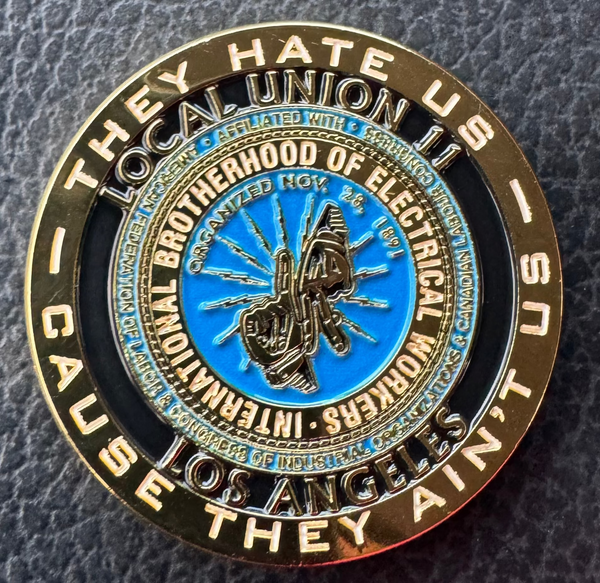 THEY HATE US
CAUSE THEY AIN'T US
LOCAL UNION 11
LOS ANGELES
AFFILIATED WITH • AMERICAN FEDERATION OF LABOR & CONGRESS OF INDUSTRIAL ORGANIZATIONS & CANADIAN LABOUR CONGRESS •
INTERNATIONAL BROTHERHOOD OF ELECTRICAL WORKERS •
ORGANIZED NOV. 28, 1891